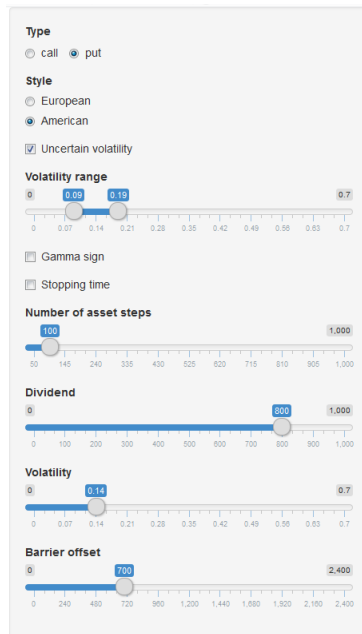 Type
call put
Style
European
American
Uncertain volatility
Volatility range
0 0.09 0.19 0.7
0 0.07 0.14 0.21 0.28 0.35 0.42 0.49 0.56 0.63 0.7
Gamma sign
Stopping time
Number of asset steps
100 1,000
50 145 240 335 430 525 620 715 810 905 1,000
Dividend
0 800 1,000
0 100 200 300 400 500 600 700 800 900 1,000
Volatility
0 0.14 0.7
0 0.07 0.14 0.21 0.28 0.35 0.42 0.49 0.56 0.63 0.7
Barrier offset
0 700 2,400
0 240 480 720 960 1,200 1,440 1,680 1,920 2,160 2,400